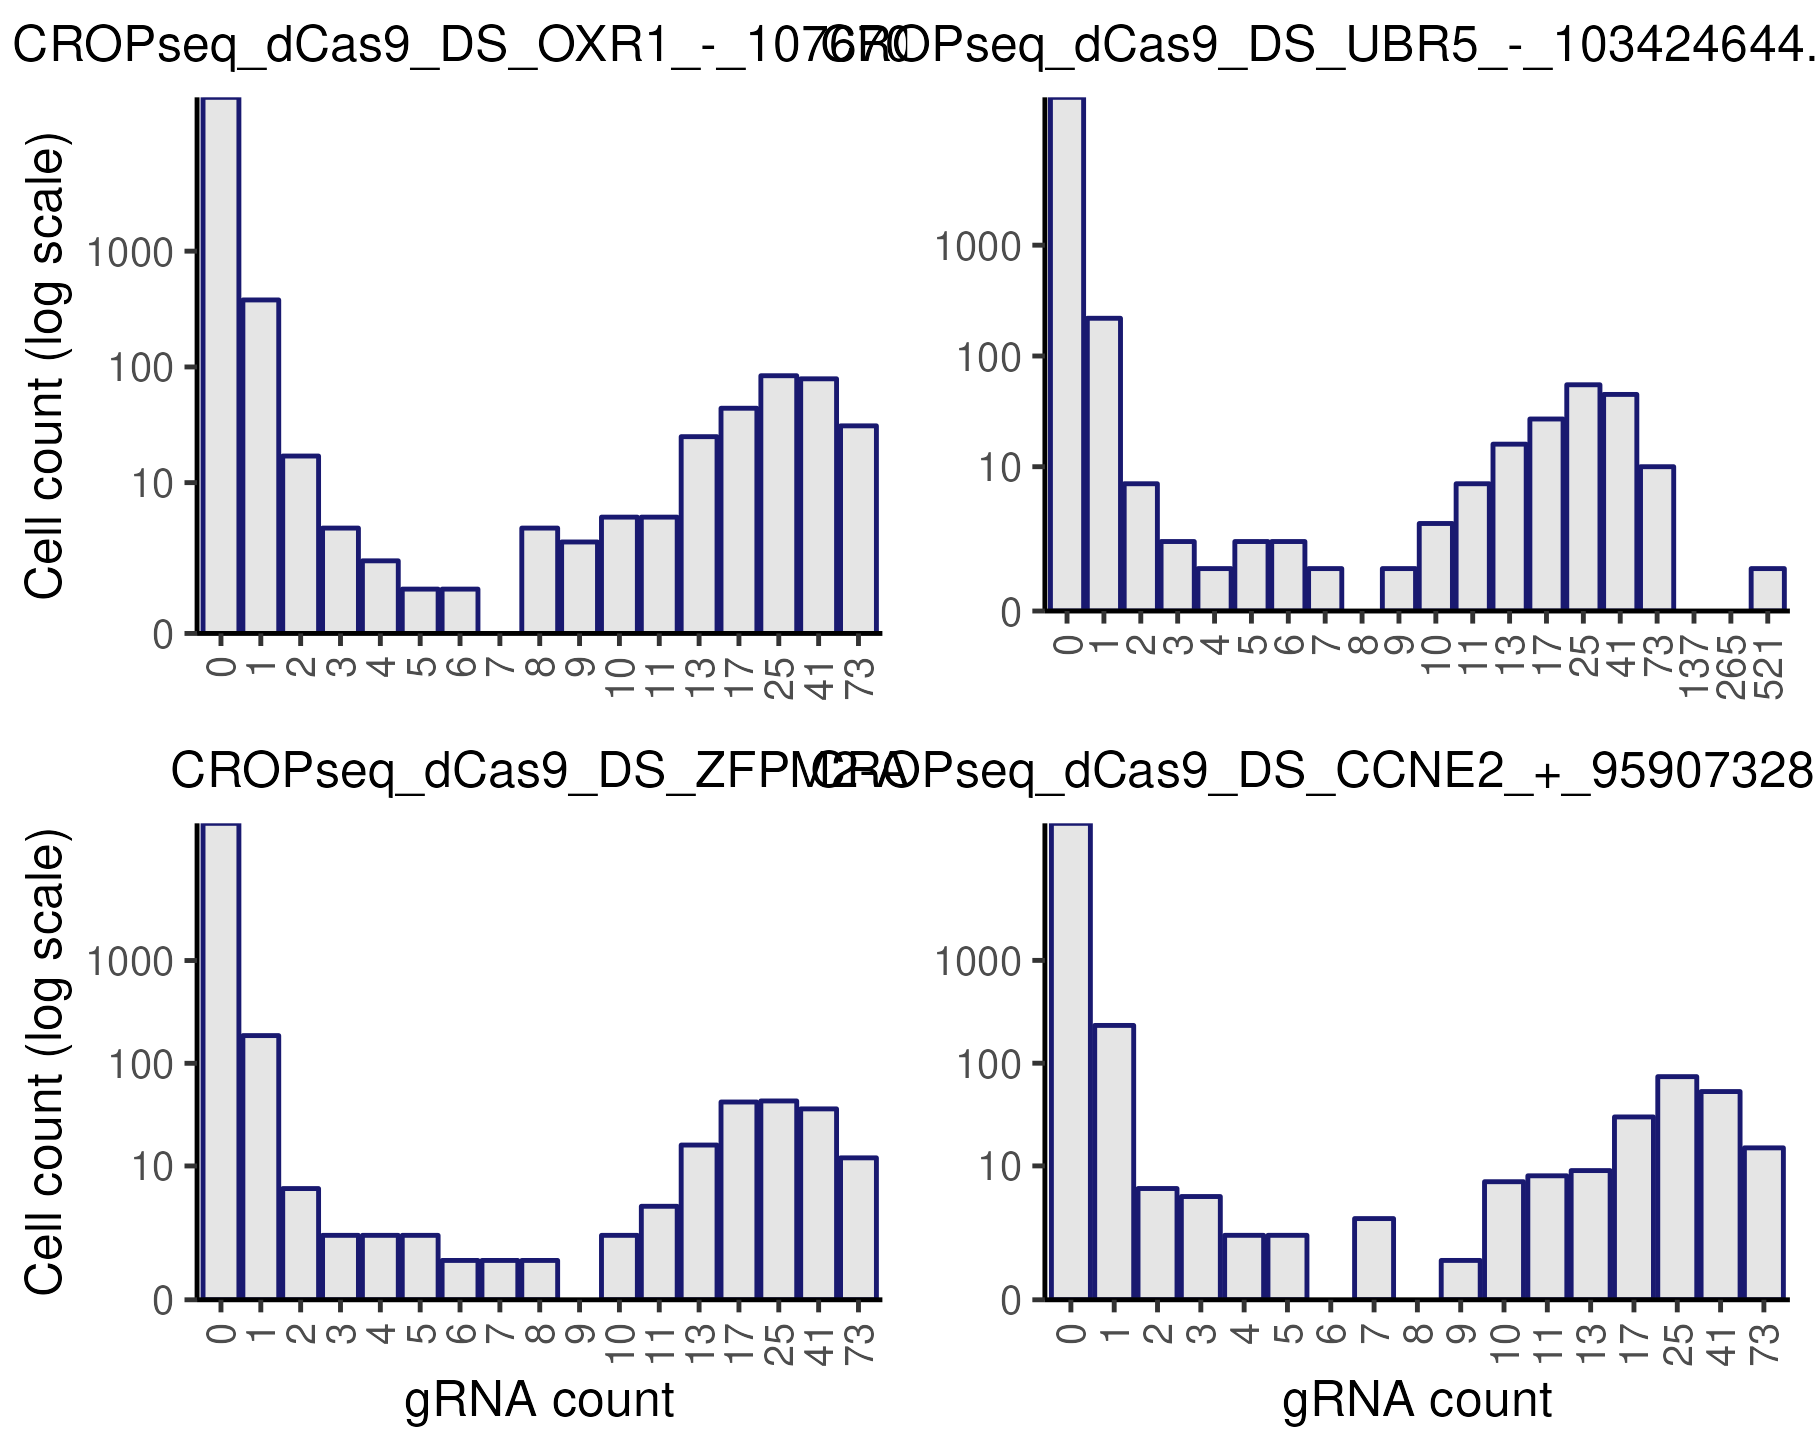 CROPseq_dCas9_DS_OXR1_-_1076
CROPseq_dCas9_DS_UBR5_-_103424644.
Cell count (log scale)
1000
100
10
0
0 1 2 3 4 5 6 7 8 9 10 11 13 17 25 41 73
1000
100
10
0
0 1 2 3 4 5 6 7 8 9 10 11 13 17 25 41 73 137 265 521
CROPseq_dCas9_DS_ZFPM2-A
CROPseq_dCas9_DS_CCNE2_+_95907328
Cell count (log scale)
1000
100
10
0
0 1 2 3 4 5 6 7 8 9 10 11 13 17 25 41 73
gRNA count
1000
100
10
0
0 1 2 3 4 5 6 7 8 9 10 11 13 17 25 41 73
gRNA count